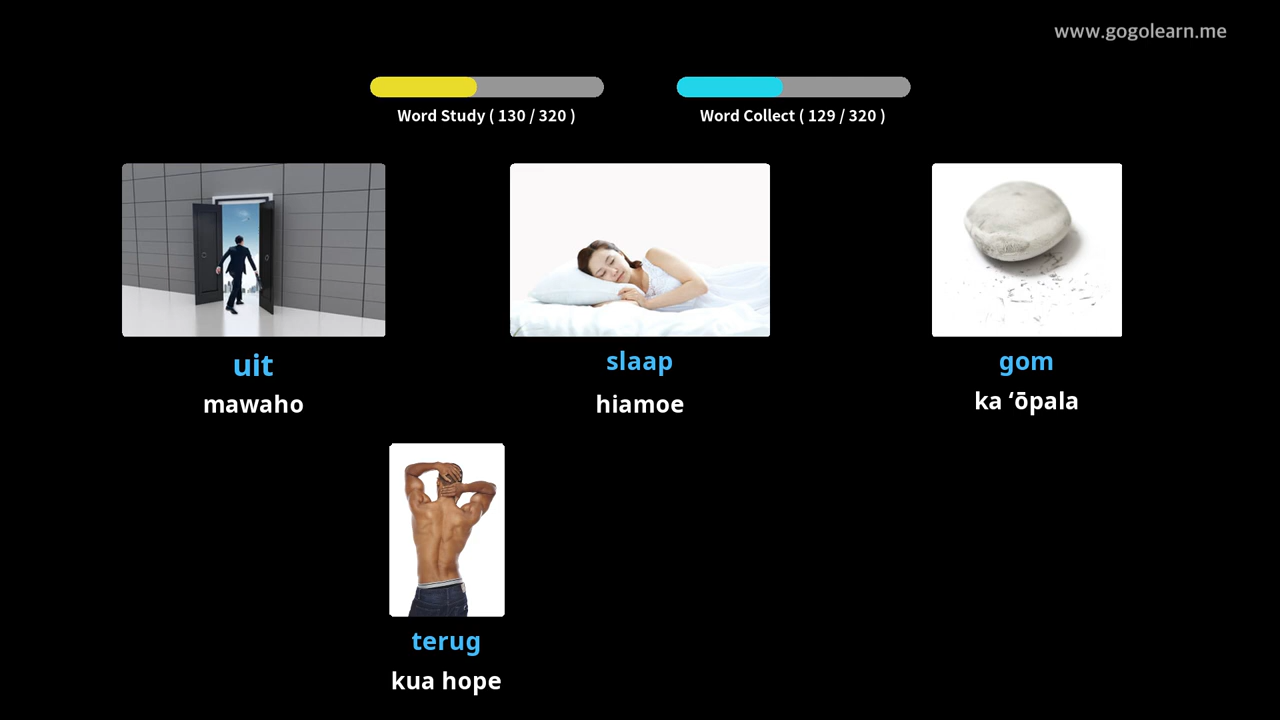 www.gogolearn.me
Word Study ( 130 / 320 )
Word Collect ( 129 / 320 )
uit
mawaho
slaap
hiamoe
gom
ka ʻōpala
terug
kua hope